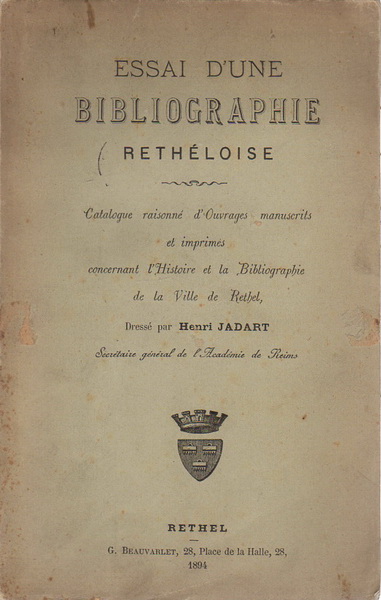 ESSAI D'UNE
BIBLIOGRAPHIE
RETHÉLOISE
Catalogue raisonné d'Ouvrages manuscrits
et imprimés
concernant l'Histoire et la Bibliographie
de la Ville de Rethel,
Dressé par Henri JADART
Secrétaire général de l'Académie de Reims
RETHEL
G. BEAUVARLET, 28, Place de la Halle, 28,
1894